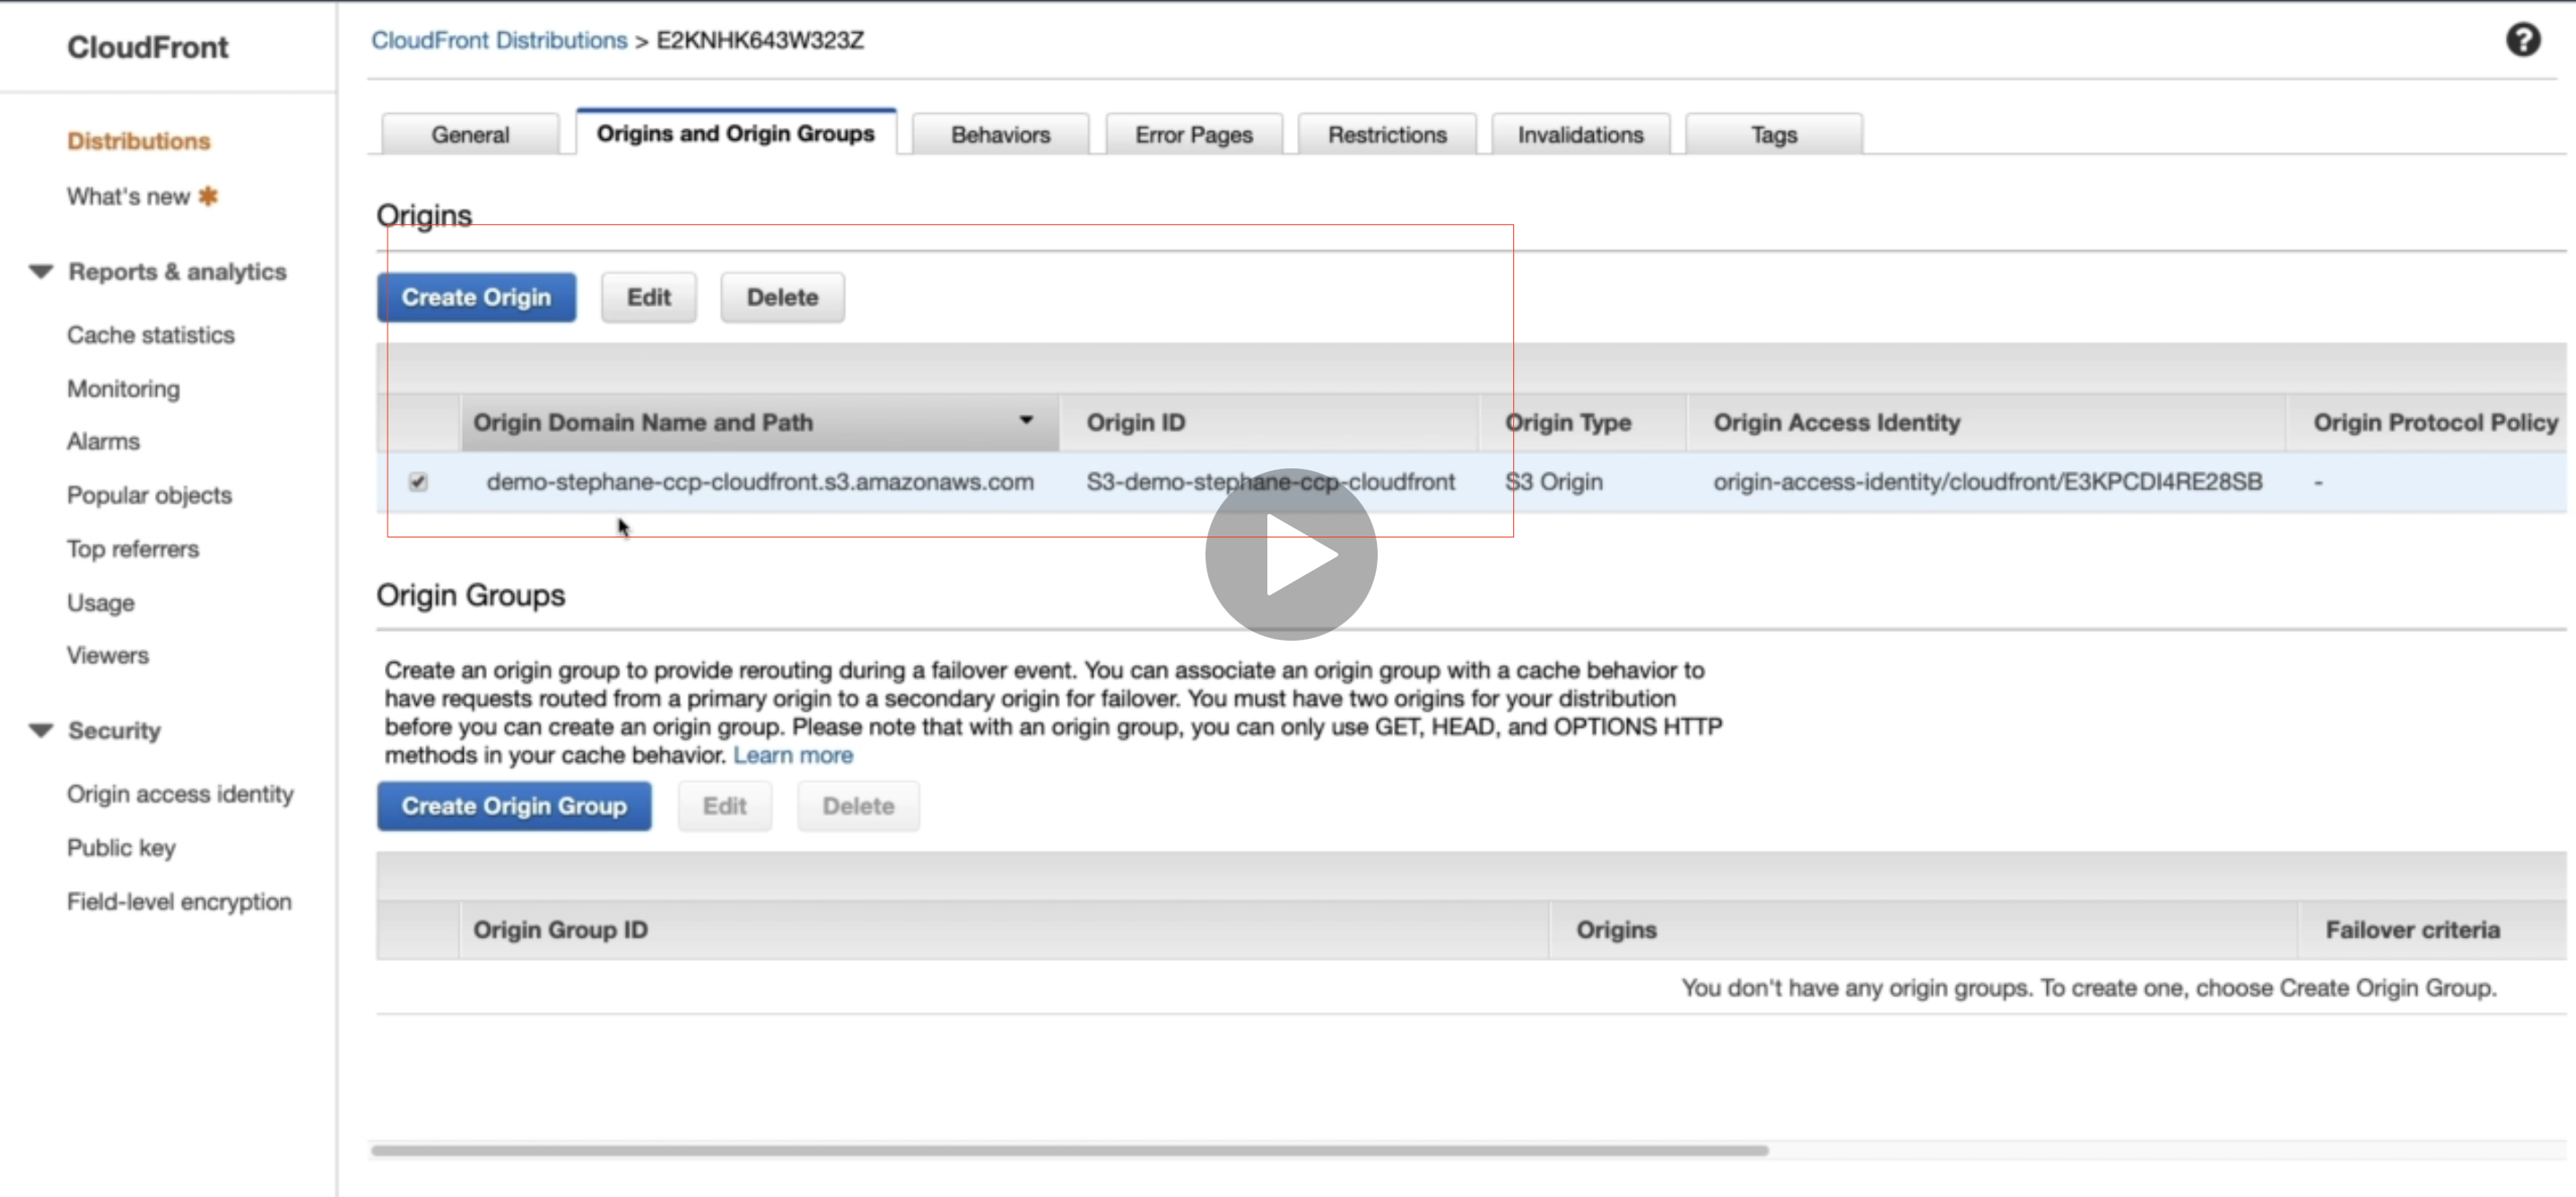 CloudFront
CloudFront Distributions > E2KNHK643W323Z
?
Distributions
What's new
Reports & analytics
Cache statistics
Monitoring
Alarms
Popular objects
Top referrers
Usage
Viewers
Security
Origin access identity
Public key
Field-level encryption
General Origins and Origin Groups Behaviors Error Pages Restrictions Invalidations Tags
Origins
Create Origin Edit Delete
Origin Domain Name and Path Origin ID Origin Type Origin Access Identity Origin Protocol Policy
demo-stephane-ccp-cloudfront.s3.amazonaws.com S3-demo-stephane-ccp-cloudfront S3 Origin origin-access-identity/cloudfront/E3KPCDI4RE28SB -
Origin Groups
Create an origin group to provide rerouting during a failover event. You can associate an origin group with a cache behavior to
have requests routed from a primary origin to a secondary origin for failover. You must have two origins for your distribution
before you can create an origin group. Please note that with an origin group, you can only use GET, HEAD, and OPTIONS HTTP
methods in your cache behavior. Learn more
Create Origin Group Edit Delete
Origin Group ID Origins Failover criteria
You don't have any origin groups. To create one, choose Create Origin Group.